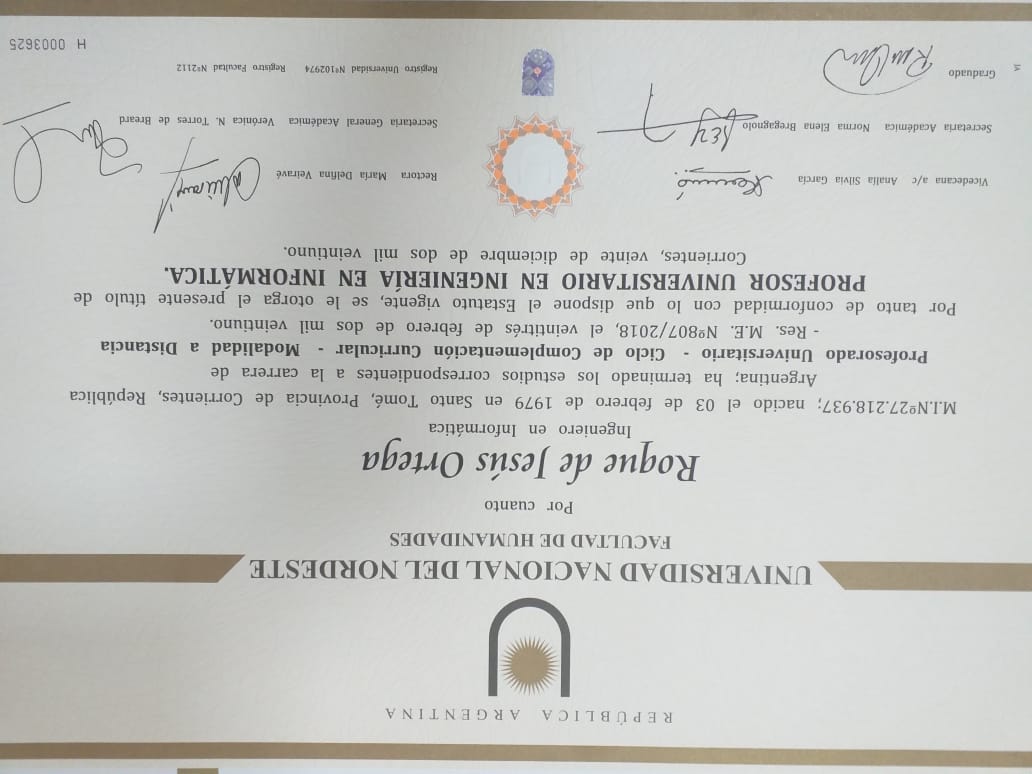 REPÚBLICA ARGENTINA
UNIVERSIDAD NACIONAL DEL NORDESTE
FACULTAD DE HUMANIDADES
Por cuanto
Roque de Jesús Ortega
Ingeniero en Informática
M.I.Nº27.218.937; nacido el 03 de febrero de 1979 en Santo Tomé, Provincia de Corrientes, República
Argentina; ha terminado los estudios correspondientes a la carrera de
Profesorado Universitario - Ciclo de Complementación Curricular - Modalidad a Distancia
- Res. M.E. Nº807/2018, el veintitrés de febrero de dos mil veintiuno.
Por tanto de conformidad con lo que dispone el Estatuto vigente, se le otorga el presente título de
PROFESOR UNIVERSITARIO EN INGENIERÍA EN INFORMÁTICA.
Corrientes, veinte de diciembre de dos mil veintiuno.
Vicedecana a/c Analía Silvia García
Rectora María Delfina Veiravé
Secretaria Académica Norma Elena Bregagnolo
Secretaria General Académica Verónica N. Torres de Breard
Graduado
Registro Universidad Nº102974 Registro Facultad Nº2112
H 0003625